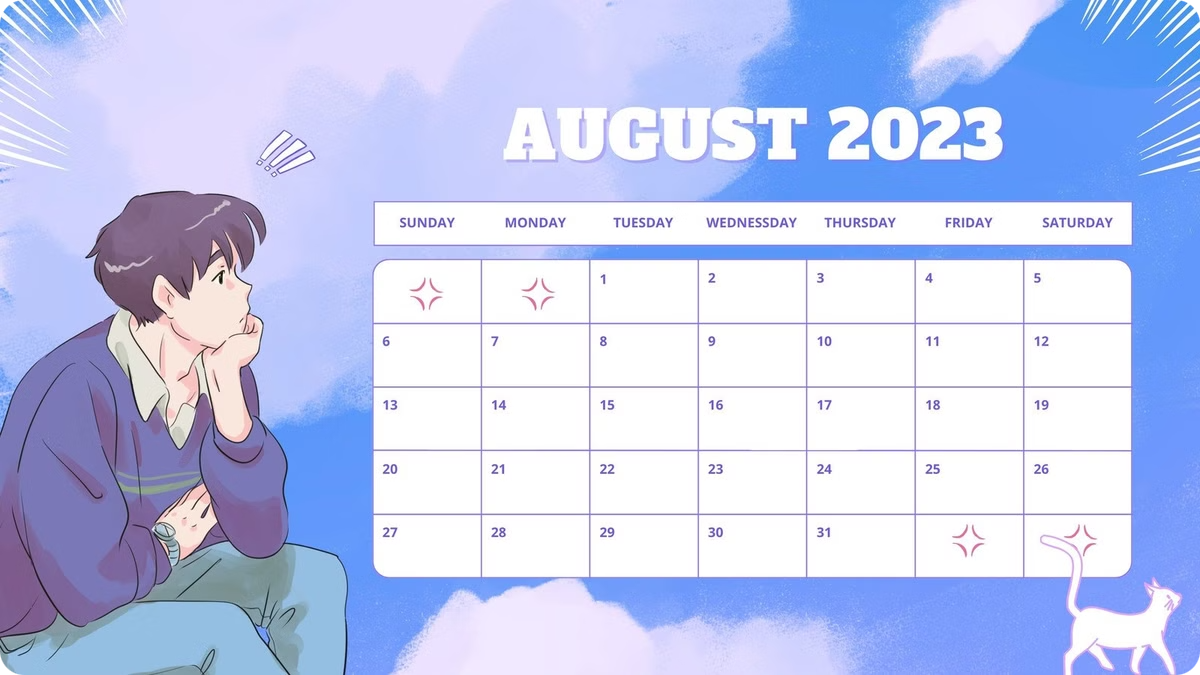 AUGUST 2023
SUNDAY MONDAY TUESDAY WEDNESDAY THURSDAY FRIDAY SATURDAY
1 2 3 4 5
6 7 8 9 10 11 12
13 14 15 16 17 18 19
20 21 22 23 24 25 26
27 28 29 30 31